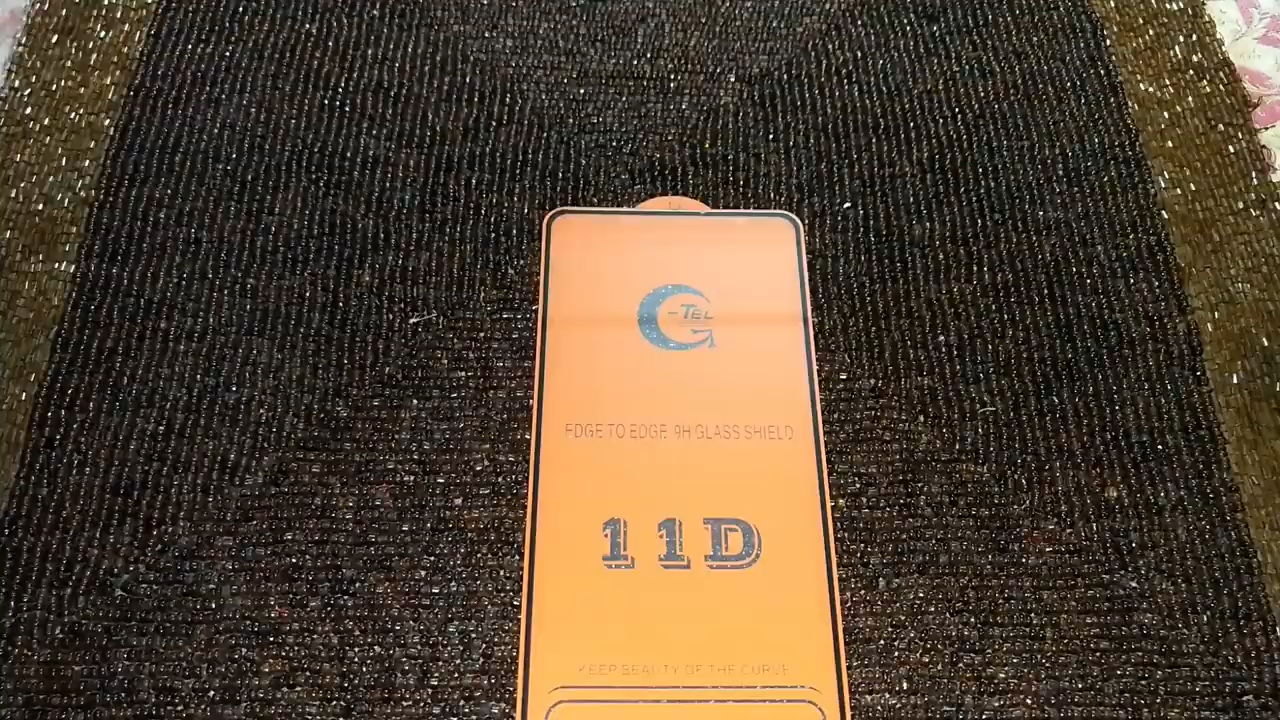 G-TEL
EDGE TO EDGE 9H GLASS SHIELD
11D
KEEP BEAUTY OF THE CURVE